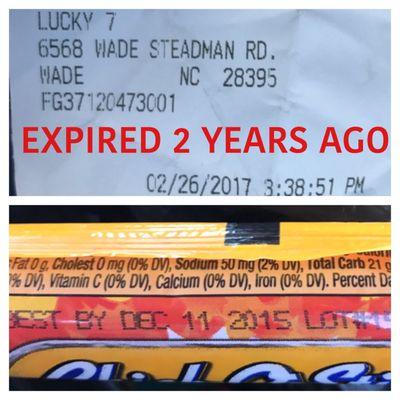 LUCKY 7
6568 WADE STEADMAN RD.
WADE NC 28395
FG37120473001
EXPIRED 2 YEARS AGO
02/26/2017 3:38:51 PM
Fat 0 g, Cholest 0 mg (0% DV), Sodium 50 mg (2% DV), Total Carb 21 g
% DV), Vitamin C (0% DV), Calcium (0% DV), Iron (0% DV), Percent Da
BEST BY DEC 11 2015